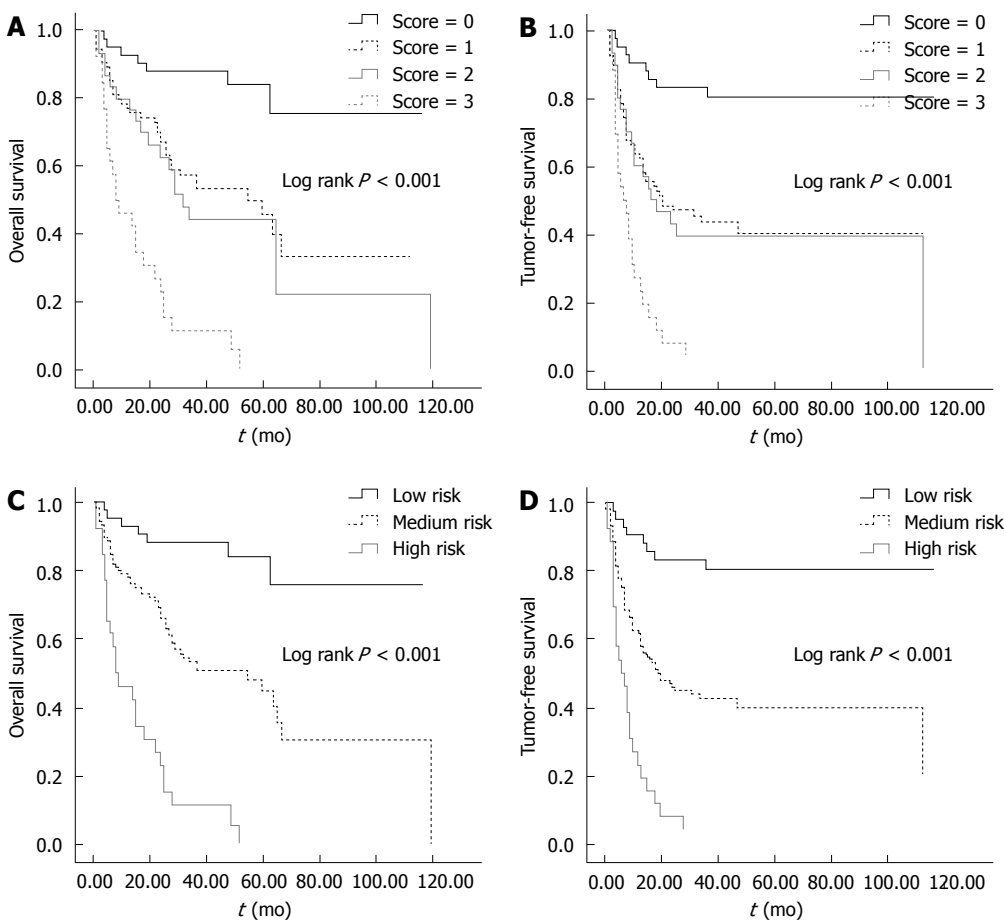 A
Score = 0
Score = 1
Score = 2
Score = 3
Overall survival
1.0
0.8
0.6
0.4
0.2
0.0
Log rank P < 0.001
0.00 20.00 40.00 60.00 80.00 100.00 120.00
t (mo)
B
Score = 0
Score = 1
Score = 2
Score = 3
Tumor-free survival
1.0
0.8
0.6
0.4
0.2
0.0
Log rank P < 0.001
0.00 20.00 40.00 60.00 80.00 100.00 120.00
t (mo)
C
Low risk
Medium risk
High risk
Overall survival
1.0
0.8
0.6
0.4
0.2
0.0
Log rank P < 0.001
0.00 20.00 40.00 60.00 80.00 100.00 120.00
t (mo)
D
Low risk
Medium risk
High risk
Tumor-free survival
1.0
0.8
0.6
0.4
0.2
0.0
Log rank P < 0.001
0.00 20.00 40.00 60.00 80.00 100.00 120.00
t (mo)